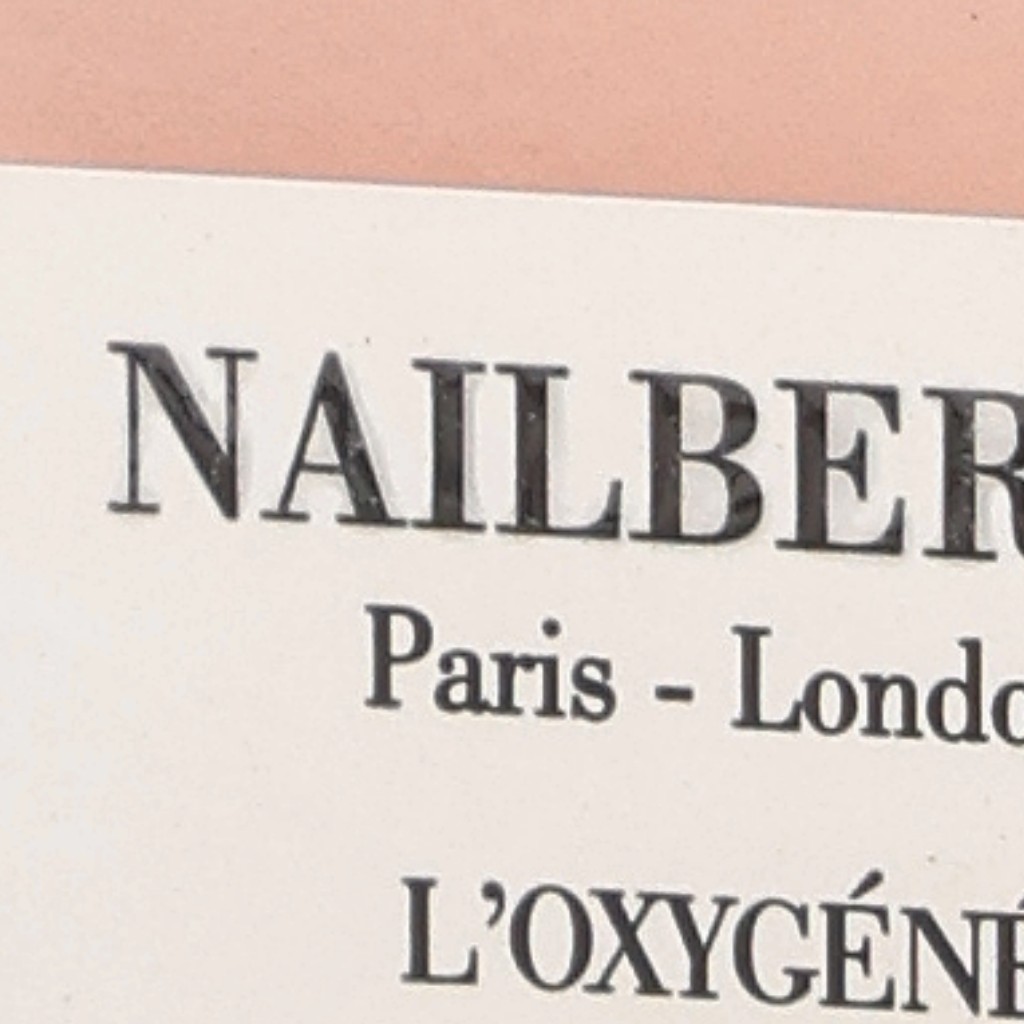 NAILBER
Paris - Londo
L'OXYGÉNÉ